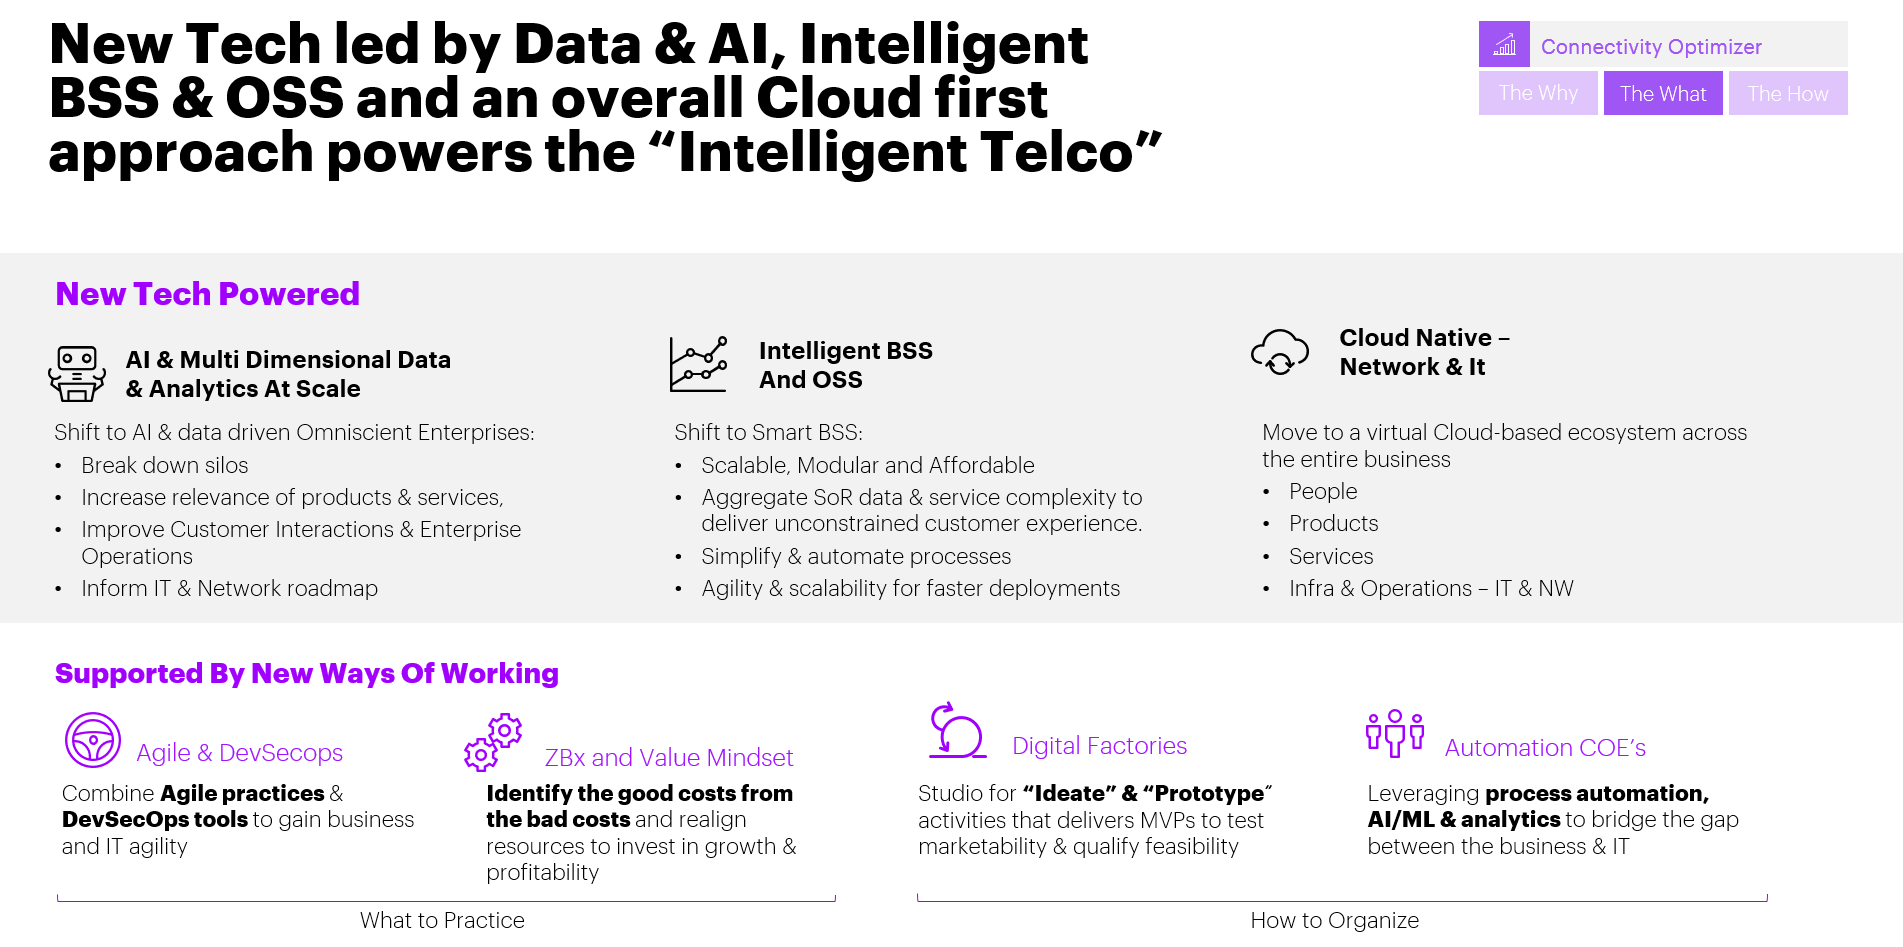 New Tech led by Data & AI, Intelligent
BSS & OSS and an overall Cloud first
approach powers the “Intelligent Telco”
Connectivity Optimizer
The Why
The What
The How
New Tech Powered
AI & Multi Dimensional Data
& Analytics At Scale
Shift to AI & data driven Omniscient Enterprises:
• Break down silos
• Increase relevance of products & services,
• Improve Customer Interactions & Enterprise
Operations
• Inform IT & Network roadmap
Intelligent BSS
And OSS
Shift to Smart BSS:
• Scalable, Modular and Affordable
• Aggregate SoR data & service complexity to
deliver unconstrained customer experience.
• Simplify & automate processes
• Agility & scalability for faster deployments
Cloud Native –
Network & It
Move to a virtual Cloud-based ecosystem across
the entire business
• People
• Products
• Services
• Infra & Operations – IT & NW
Supported By New Ways Of Working
Agile & DevSecops
Combine Agile practices &
DevSecOps tools to gain business
and IT agility
ZBx and Value Mindset
Identify the good costs from
the bad costs and realign
resources to invest in growth &
profitability
What to Practice
Digital Factories
Studio for “Ideate” & “Prototype“
activities that delivers MVPs to test
marketability & qualify feasibility
Automation COE’s
Leveraging process automation,
AI/ML & analytics to bridge the gap
between the business & IT
How to Organize